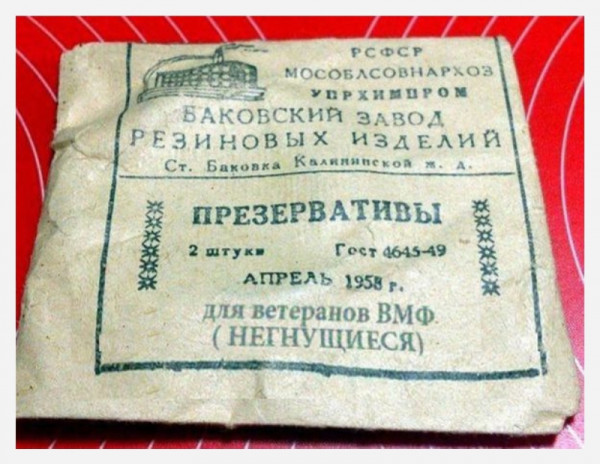 РСФСР
МОСОБЛСОВНАРХОЗ
УПРХИМПРОМ
БАКОВСКИЙ ЗАВОД
РЕЗИНОВЫХ ИЗДЕЛИЙ
Ст. Баковка Калининской ж. д.
ПРЕЗЕРВАТИВЫ
2 штуки Гост 4645-49
АПРЕЛЬ 1958 г.
для ветеранов ВМФ
( НЕГНУЩИЕСЯ)